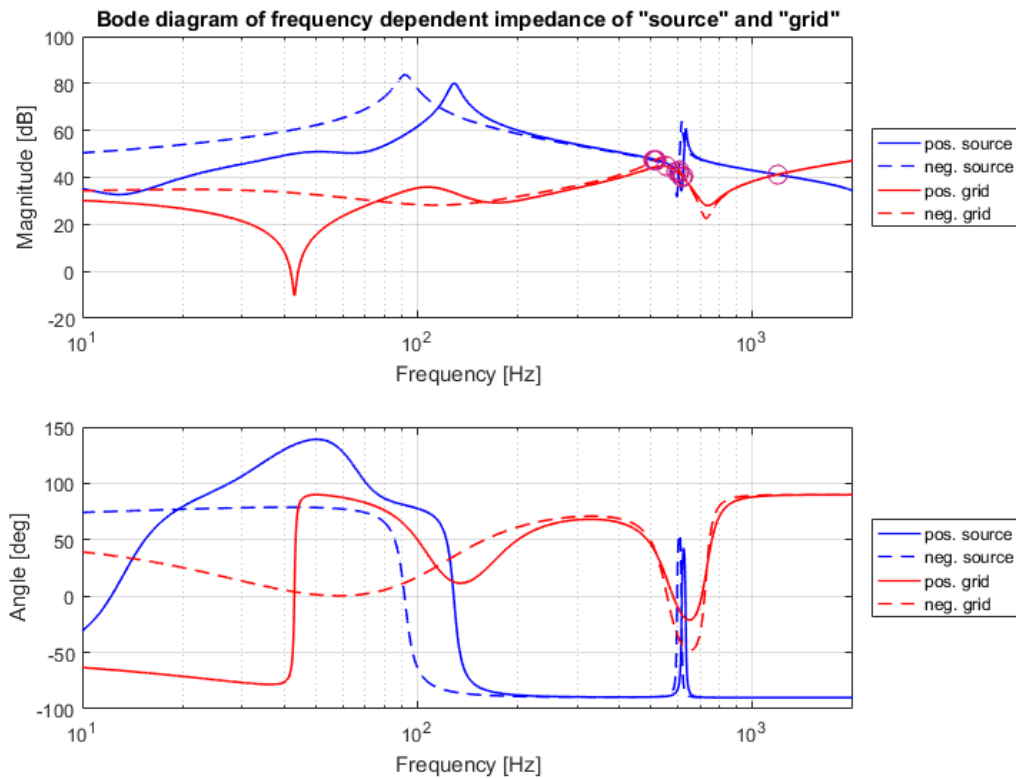 Bode diagram of frequency dependent impedance of "source" and "grid"
Magnitude [dB]
100
80
60
40
20
0
-20
10^1
10^2
10^3
Frequency [Hz]
pos. source
neg. source
pos. grid
neg. grid
Angle [deg]
150
100
50
0
-50
-100
10^1
10^2
10^3
Frequency [Hz]
pos. source
neg. source
pos. grid
neg. grid